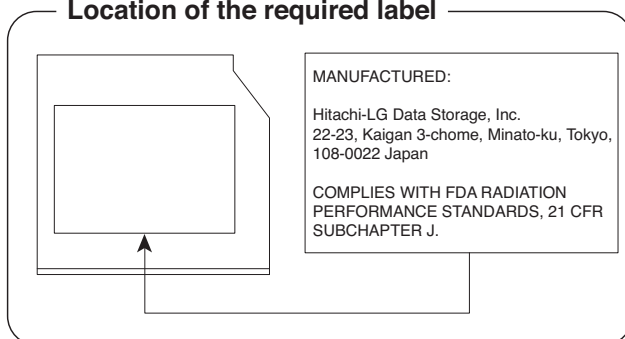 Location of the required label
MANUFACTURED:
Hitachi-LG Data Storage, Inc.
22-23, Kaigan 3-chome, Minato-ku, Tokyo,
108-0022 Japan
COMPLIES WITH FDA RADIATION
PERFORMANCE STANDARDS, 21 CFR
SUBCHAPTER J.